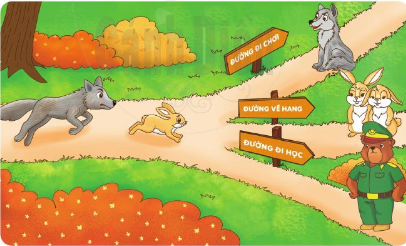 ĐƯỜNG ĐI CHƠI
ĐƯỜNG VỀ HANG
ĐƯỜNG ĐI HỌC